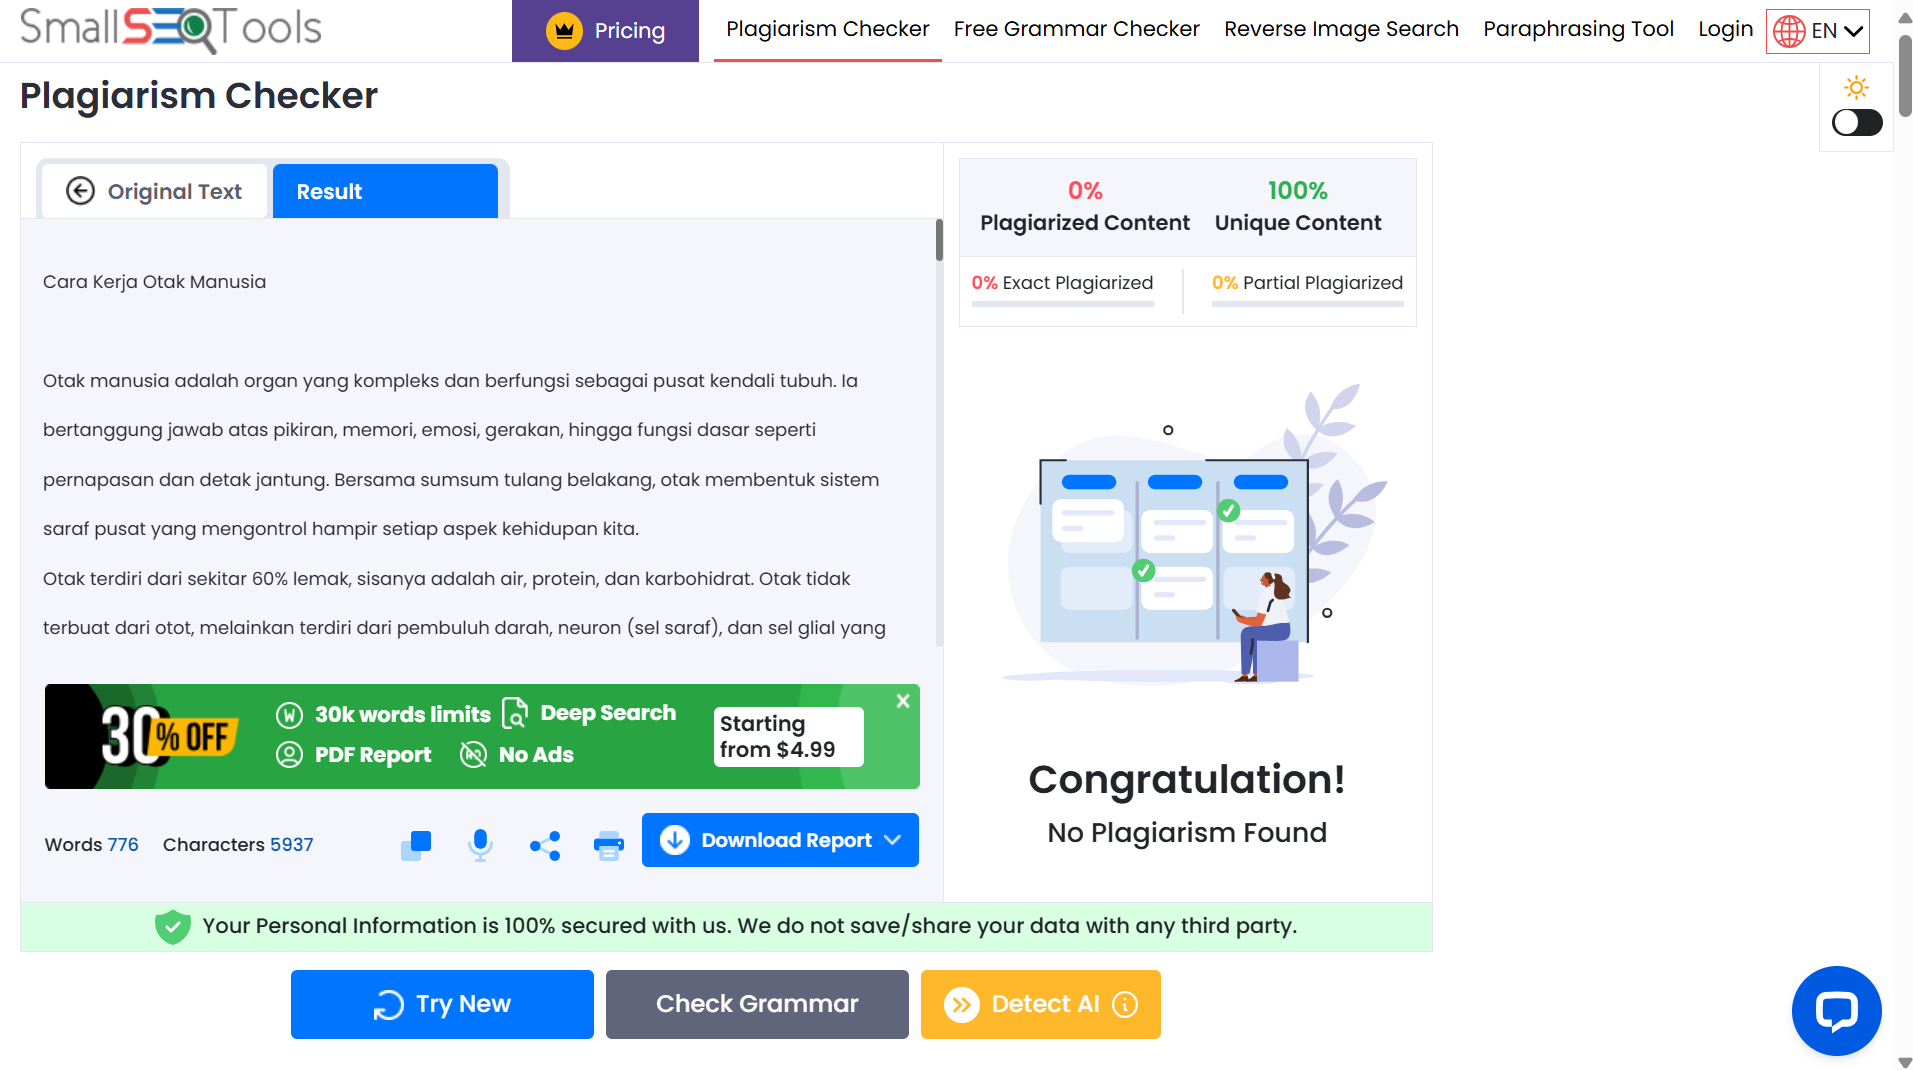 SmallSEOTools
Pricing
Plagiarism Checker
Free Grammar Checker
Reverse Image Search
Paraphrasing Tool
Login
EN
Plagiarism Checker
Original Text
Result
Cara Kerja Otak Manusia
Otak manusia adalah organ yang kompleks dan berfungsi sebagai pusat kendali tubuh. Ia
bertanggung jawab atas pikiran, memori, emosi, gerakan, hingga fungsi dasar seperti
pernapasan dan detak jantung. Bersama sumsum tulang belakang, otak membentuk sistem
saraf pusat yang mengontrol hampir setiap aspek kehidupan kita.
Otak terdiri dari sekitar 60% lemak, sisanya adalah air, protein, dan karbohidrat. Otak tidak
terbuat dari otot, melainkan terdiri dari pembuluh darah, neuron (sel saraf), dan sel glial yang
30% OFF
W 30k words limits
Deep Search
PDF Report
AD No Ads
Starting
from $4.99
Words 776
Characters 5937
Download Report
0%
Plagiarized Content
100%
Unique Content
0% Exact Plagiarized
0% Partial Plagiarized
Congratulation!
No Plagiarism Found
Your Personal Information is 100% secured with us. We do not save/share your data with any third party.
Try New
Check Grammar
Detect AI